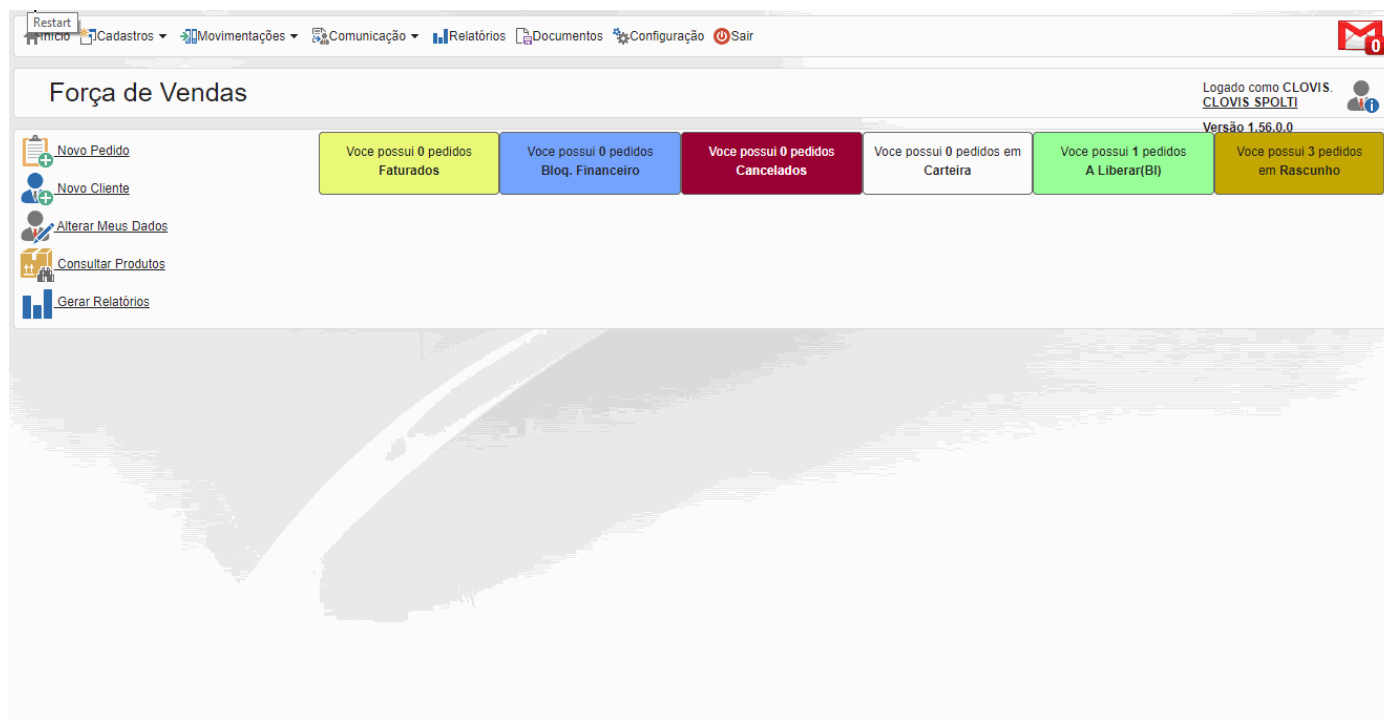 Restart
Início Cadastros Movimentações Comunicação Relatórios Documentos Configuração Sair
0
Força de Vendas
Logado como CLOVIS.
CLOVIS SPOLTI
Versão 1.56.0.0
Novo Pedido
Novo Cliente
Alterar Meus Dados
Consultar Produtos
Gerar Relatórios
Voce possui 0 pedidos
Faturados
Voce possui 0 pedidos
Bloq. Financeiro
Voce possui 0 pedidos
Cancelados
Voce possui 0 pedidos em
Carteira
Voce possui 1 pedidos
A Liberar(BI)
Voce possui 3 pedidos
em Rascunho